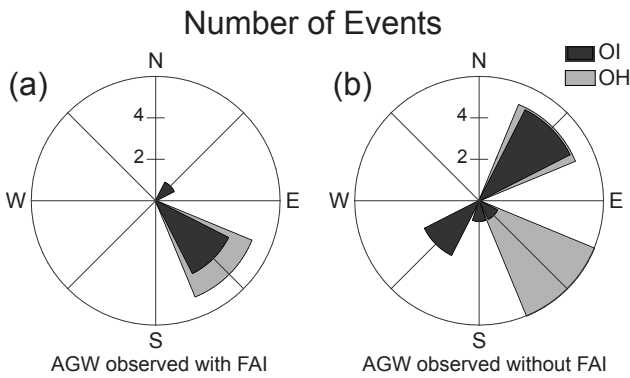 Number of Events
(a)
N
4
2
W
E
S
AGW observed with FAI
(b)
N
4
2
W
E
S
AGW observed without FAI
OI
OH